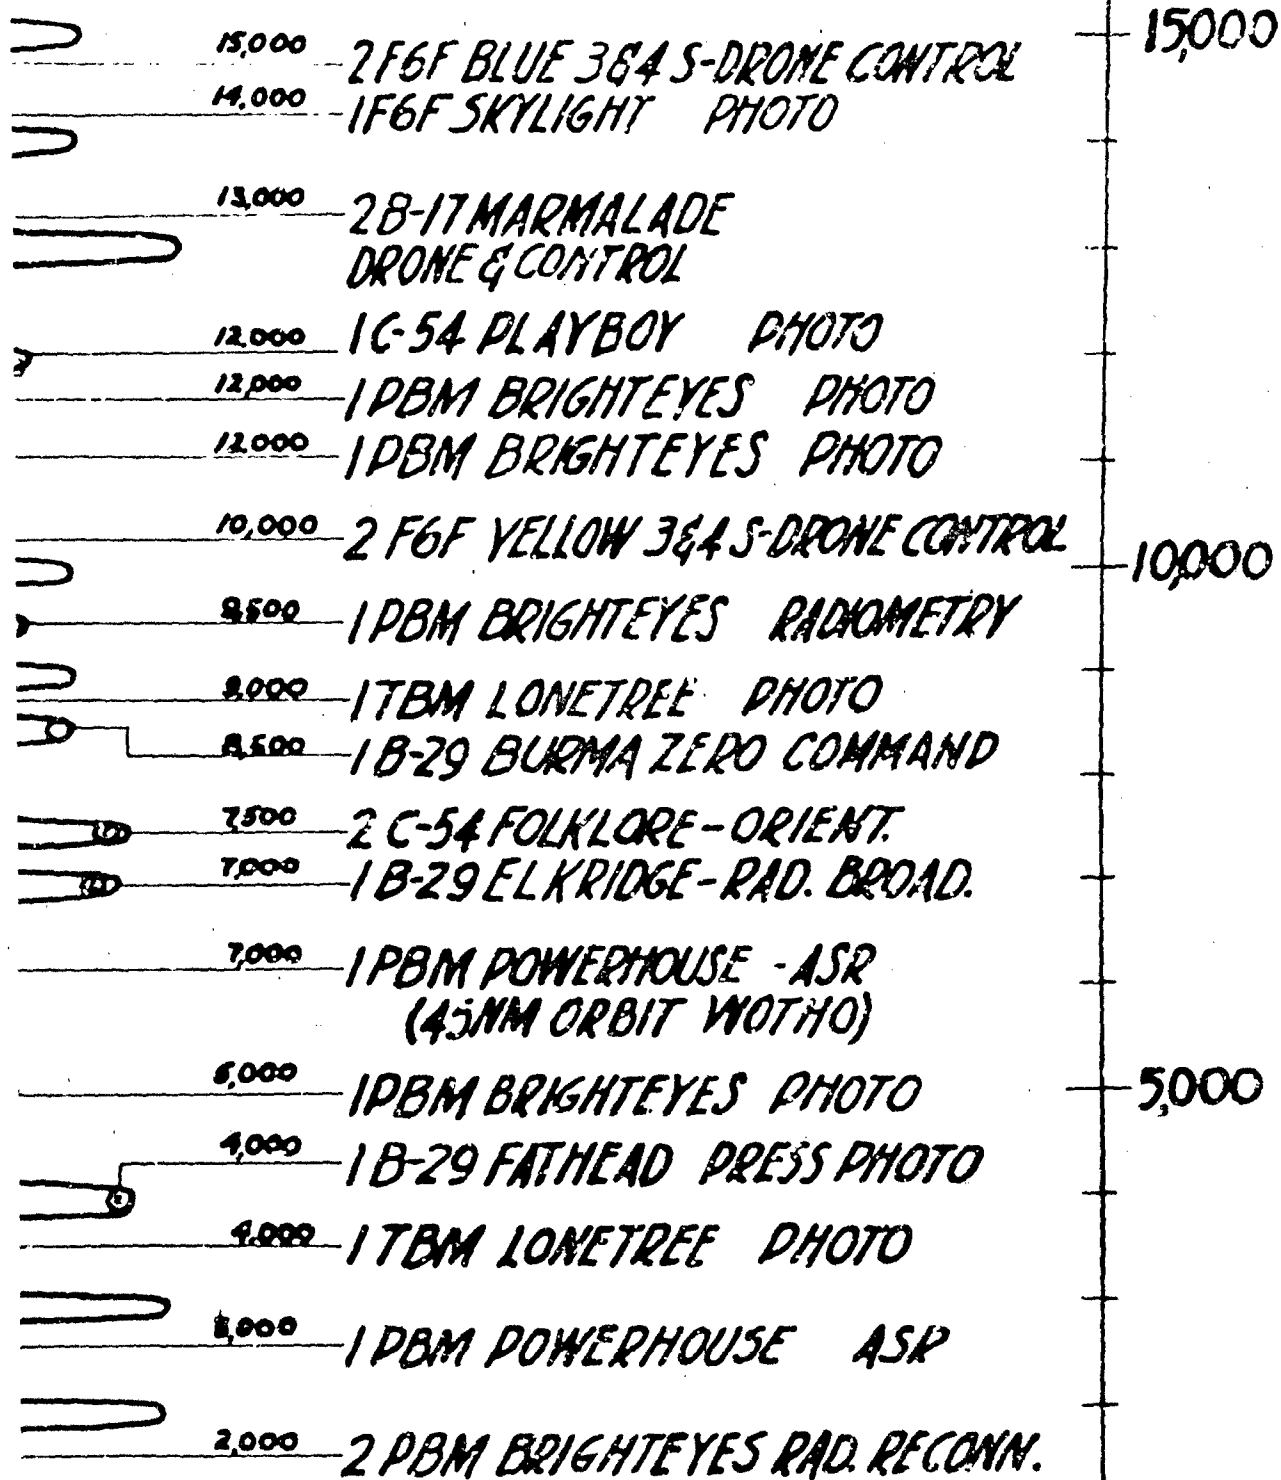 15,000 2 F6F BLUE 3&4 S-DRONE CONTROL 15,000
14,000 1 F6F SKYLIGHT PHOTO
13,000 2 B-17 MARMALADE
DRONE & CONTROL
12,000 1 C-54 PLAYBOY PHOTO
12,000 1 PBM BRIGHTEYES PHOTO
12,000 1 PBM BRIGHTEYES PHOTO
10,000 2 F6F YELLOW 3&4 S-DRONE CONTROL 10,000
9,500 1 PBM BRIGHTEYES RADIOMETRY
9,000 1 TBM LONETREE PHOTO
8,500 1 B-29 BURMA ZERO COMMAND
7,500 2 C-54 FOLKLORE-ORIENT.
7,000 1 B-29 ELKRIDGE-RAD. BROAD.
7,000 1 PBM POWERHOUSE -ASR
(45NM ORBIT WOTHO)
1 PBM BRIGHTEYES PHOTO 5,000
4,000 1 B-29 FATHEAD PRESS PHOTO
4,000 1 TBM LONETREE PHOTO
1 PBM POWERHOUSE ASR
2,000 2 PBM BRIGHTEYES RAD. RECONN.